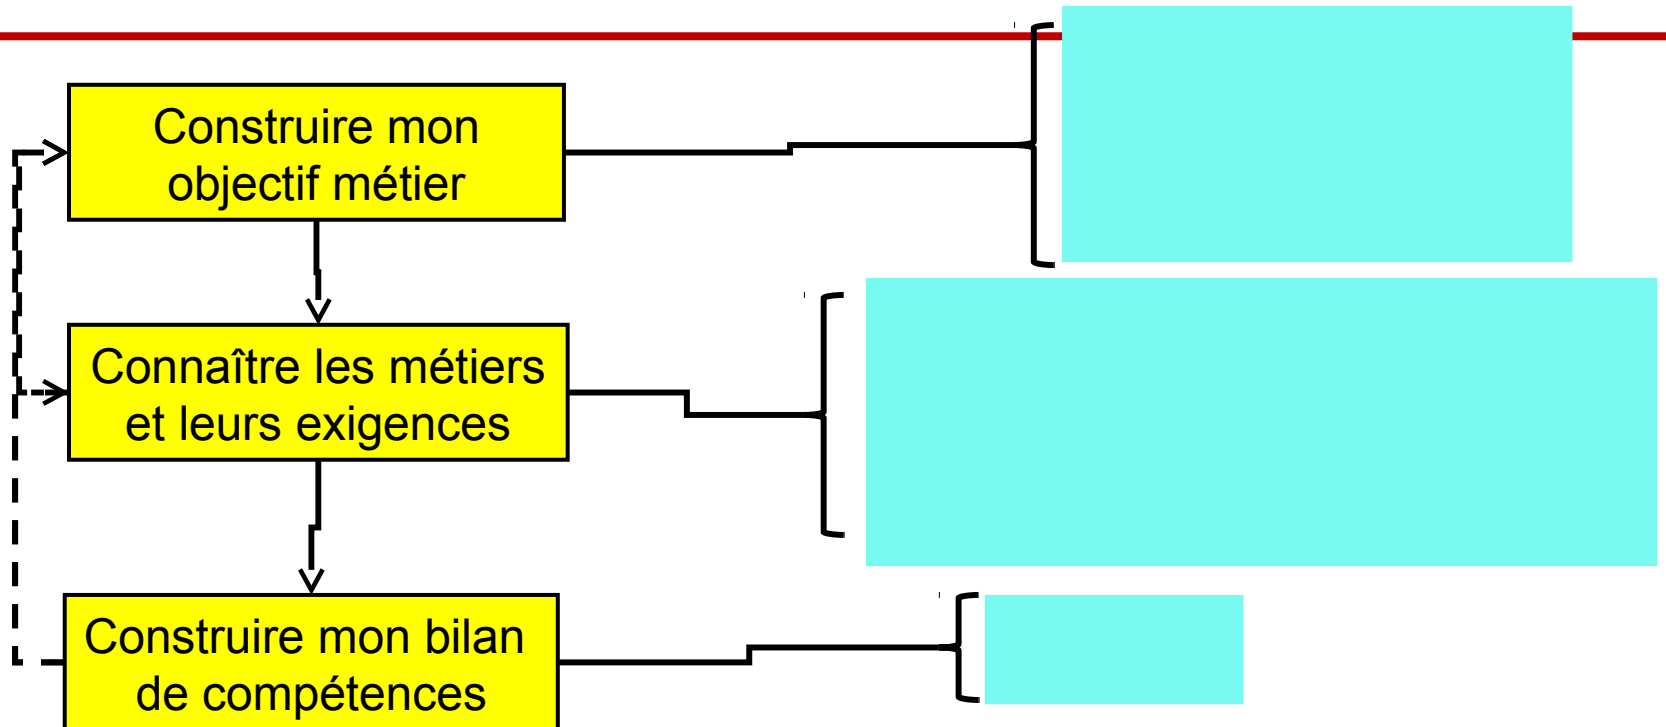 Construire mon
objectif métier
Connaître les métiers
et leurs exigences
Construire mon bilan
de compétences